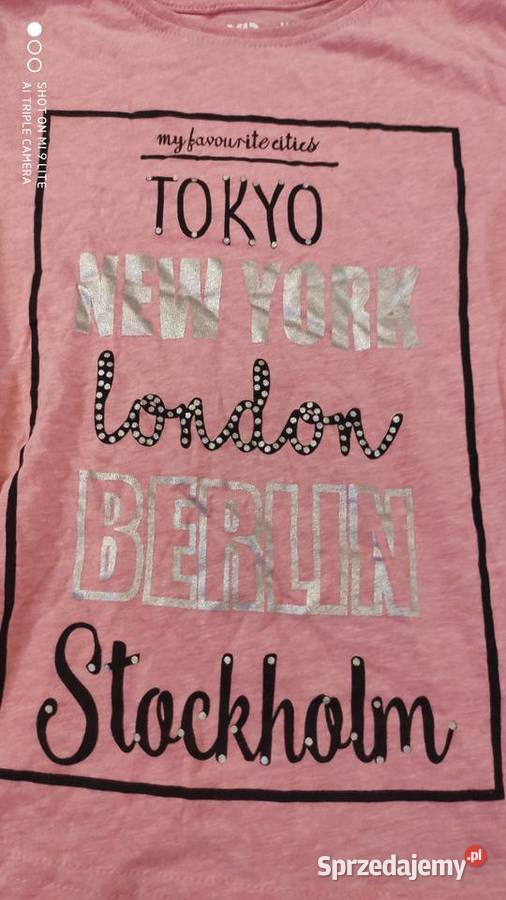 my favourite cities
TOKYO
NEW YORK
london
BERLIN
Stockholm
SHOT ON MI 9 LITE
AI TRIPLE CAMERA
Sprzedajemy.pl